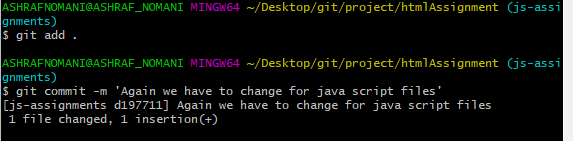 ASHRAFNOMANI@ASHRAF_NOMANI MINGW64 ~/Desktop/git/project/htmlAssignment (js-assi
gnments)
$ git add .
ASHRAFNOMANI@ASHRAF_NOMANI MINGW64 ~/Desktop/git/project/htmlAssignment (js-assi
gnments)
$ git commit -m 'Again we have to change for java script files'
[js-assignments d197711] Again we have to change for java script files
 1 file changed, 1 insertion(+)